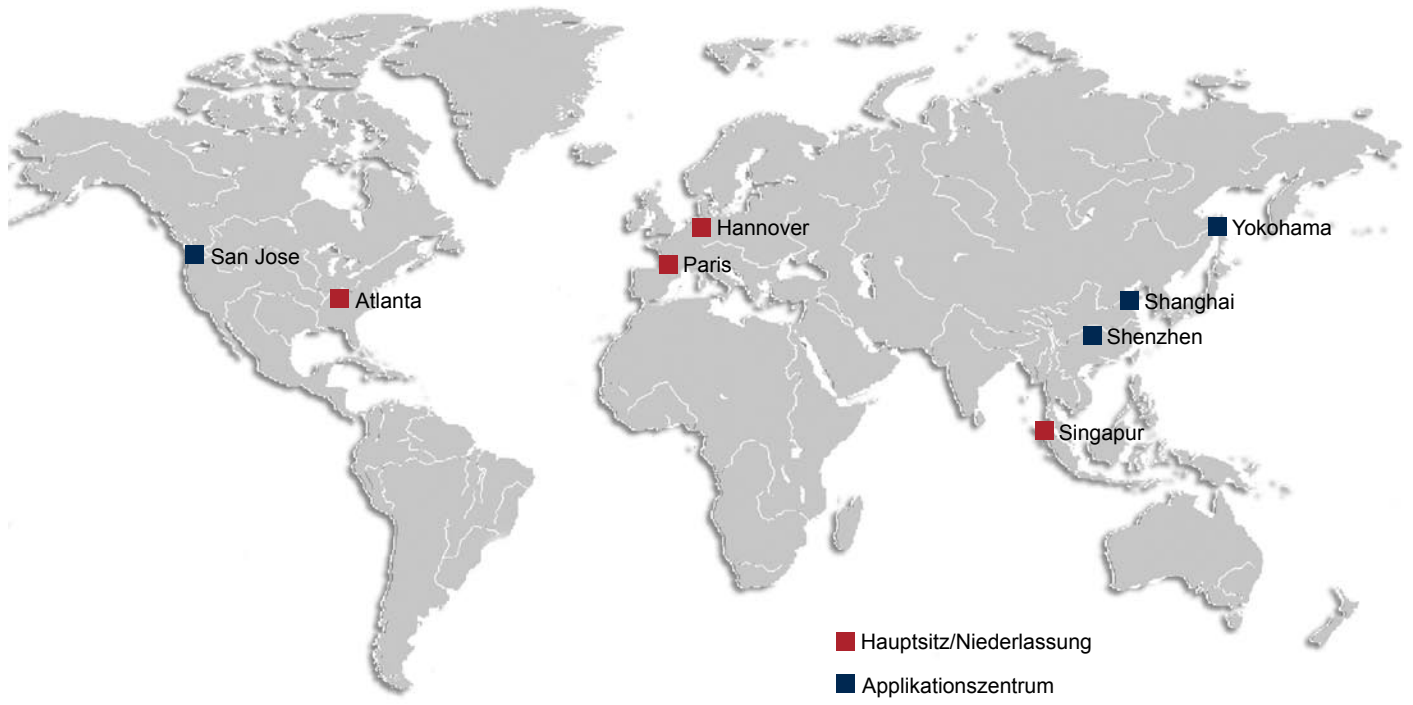 Hannover
Yokohama
San Jose
Paris
Atlanta
Shanghai
Shenzhen
Singapur
Hauptsitz/Niederlassung
Applikationszentrum